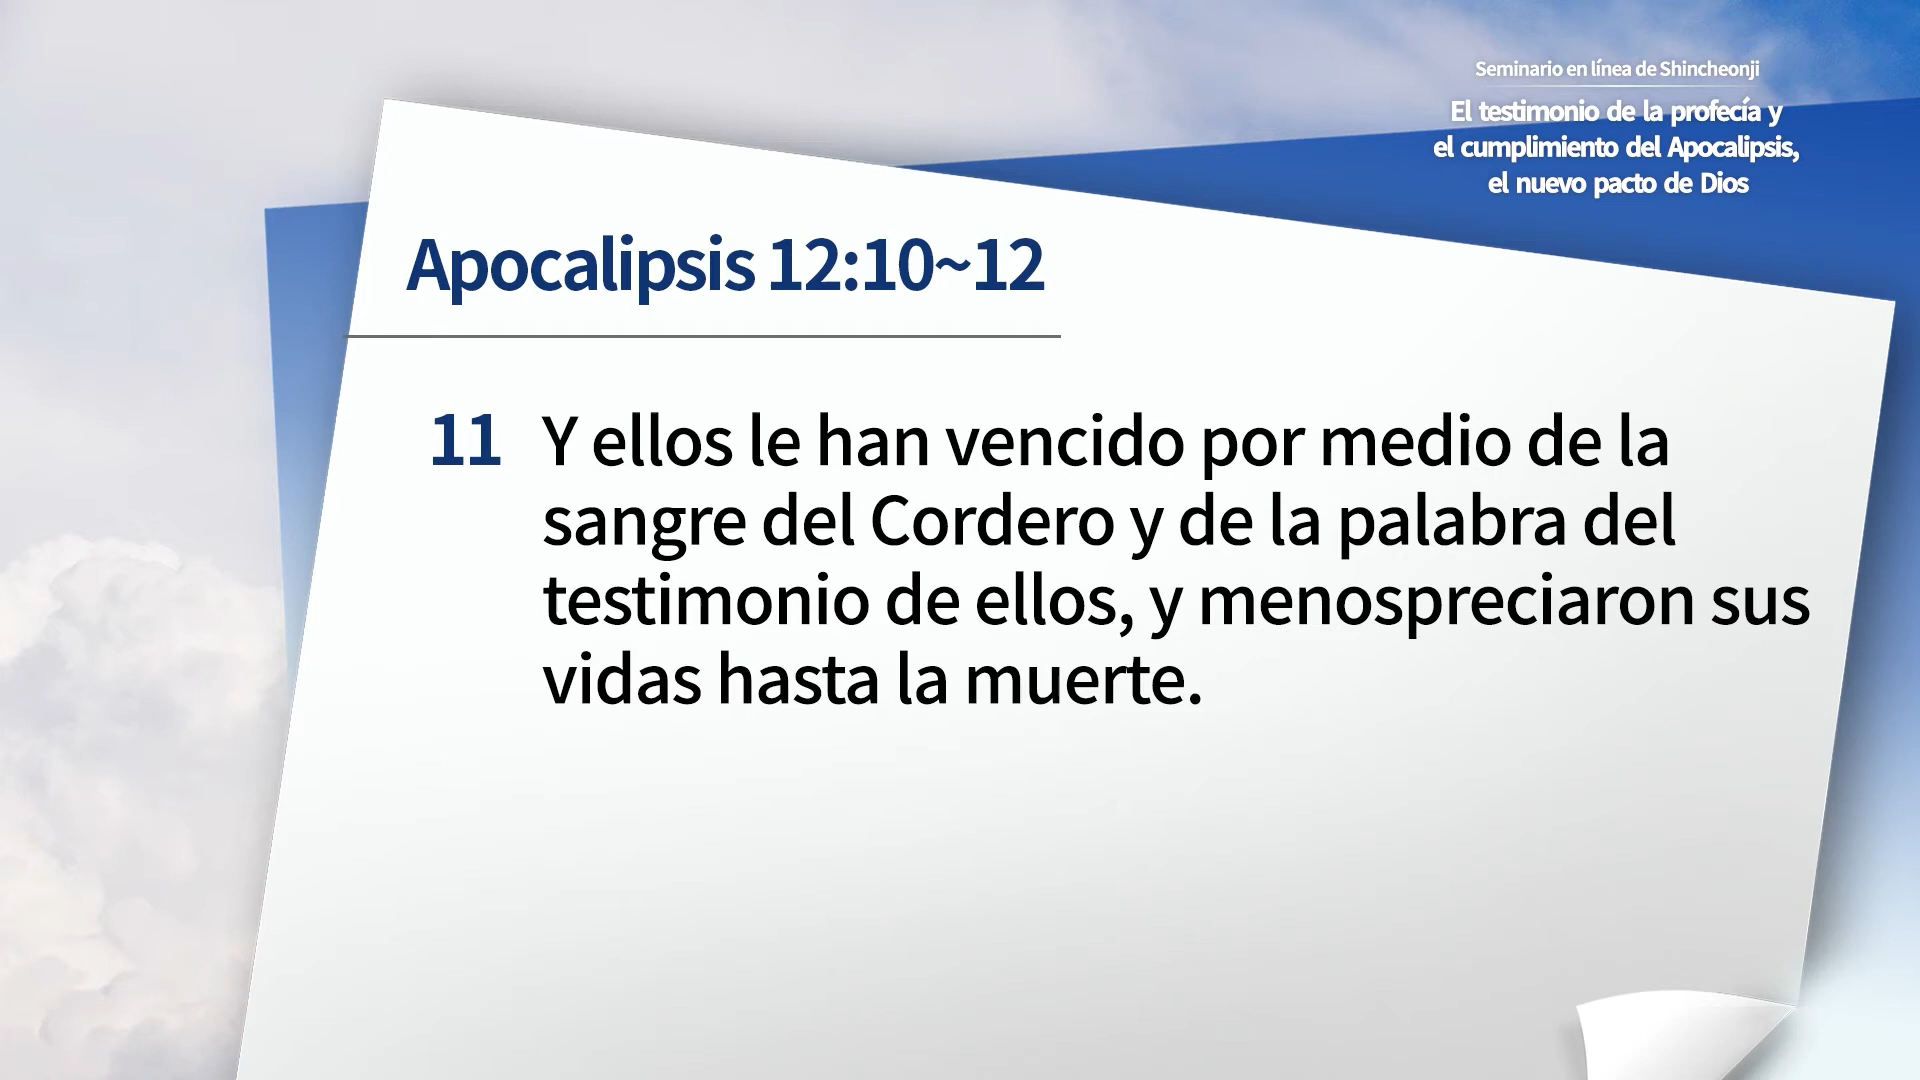 Seminario en línea de Shincheonji
El testimonio de la profecía y
el cumplimiento del Apocalipsis,
el nuevo pacto de Dios
Apocalipsis 12:10~12
11 Y ellos le han vencido por medio de la
sangre del Cordero y de la palabra del
testimonio de ellos, y menospreciaron sus
vidas hasta la muerte.